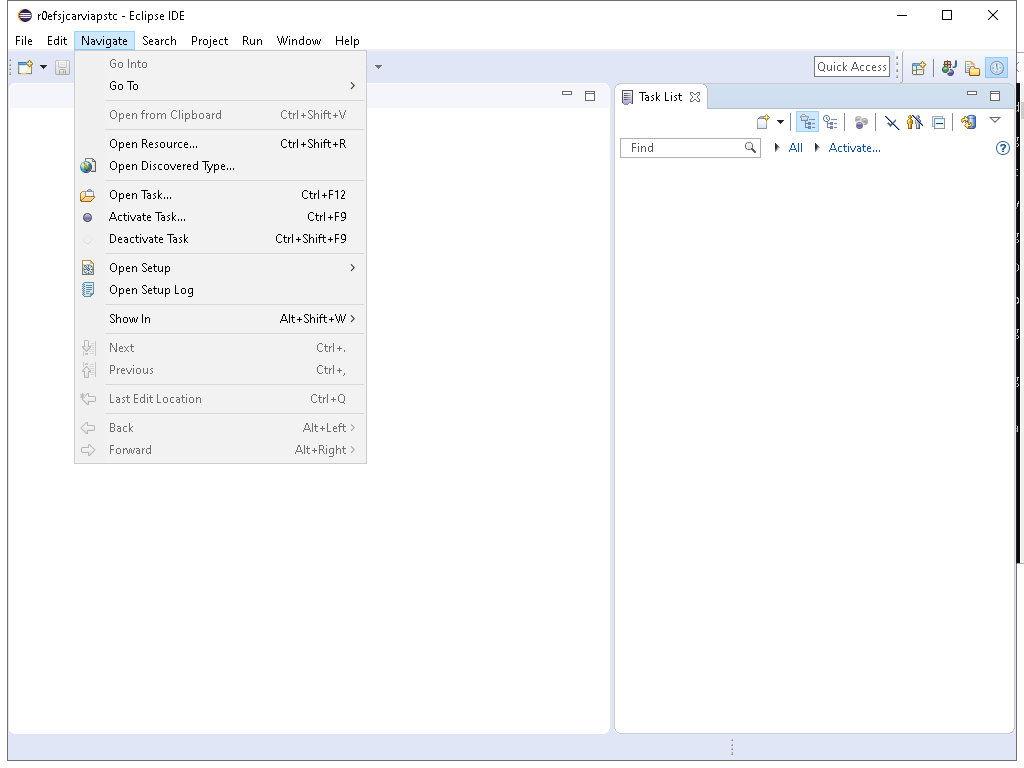 r0efsjcarviapstc - Eclipse IDE
File Edit Navigate Search Project Run Window Help
Quick Access
Go Into
Go To
Open from Clipboard Ctrl+Shift+V
Open Resource... Ctrl+Shift+R
Open Discovered Type...
Open Task... Ctrl+F12
Activate Task... Ctrl+F9
Deactivate Task Ctrl+Shift+F9
Open Setup
Open Setup Log
Show In Alt+Shift+W
Next Ctrl+.
Previous Ctrl+,
Last Edit Location Ctrl+Q
Back Alt+Left
Forward Alt+Right
Task List
Find All Activate...